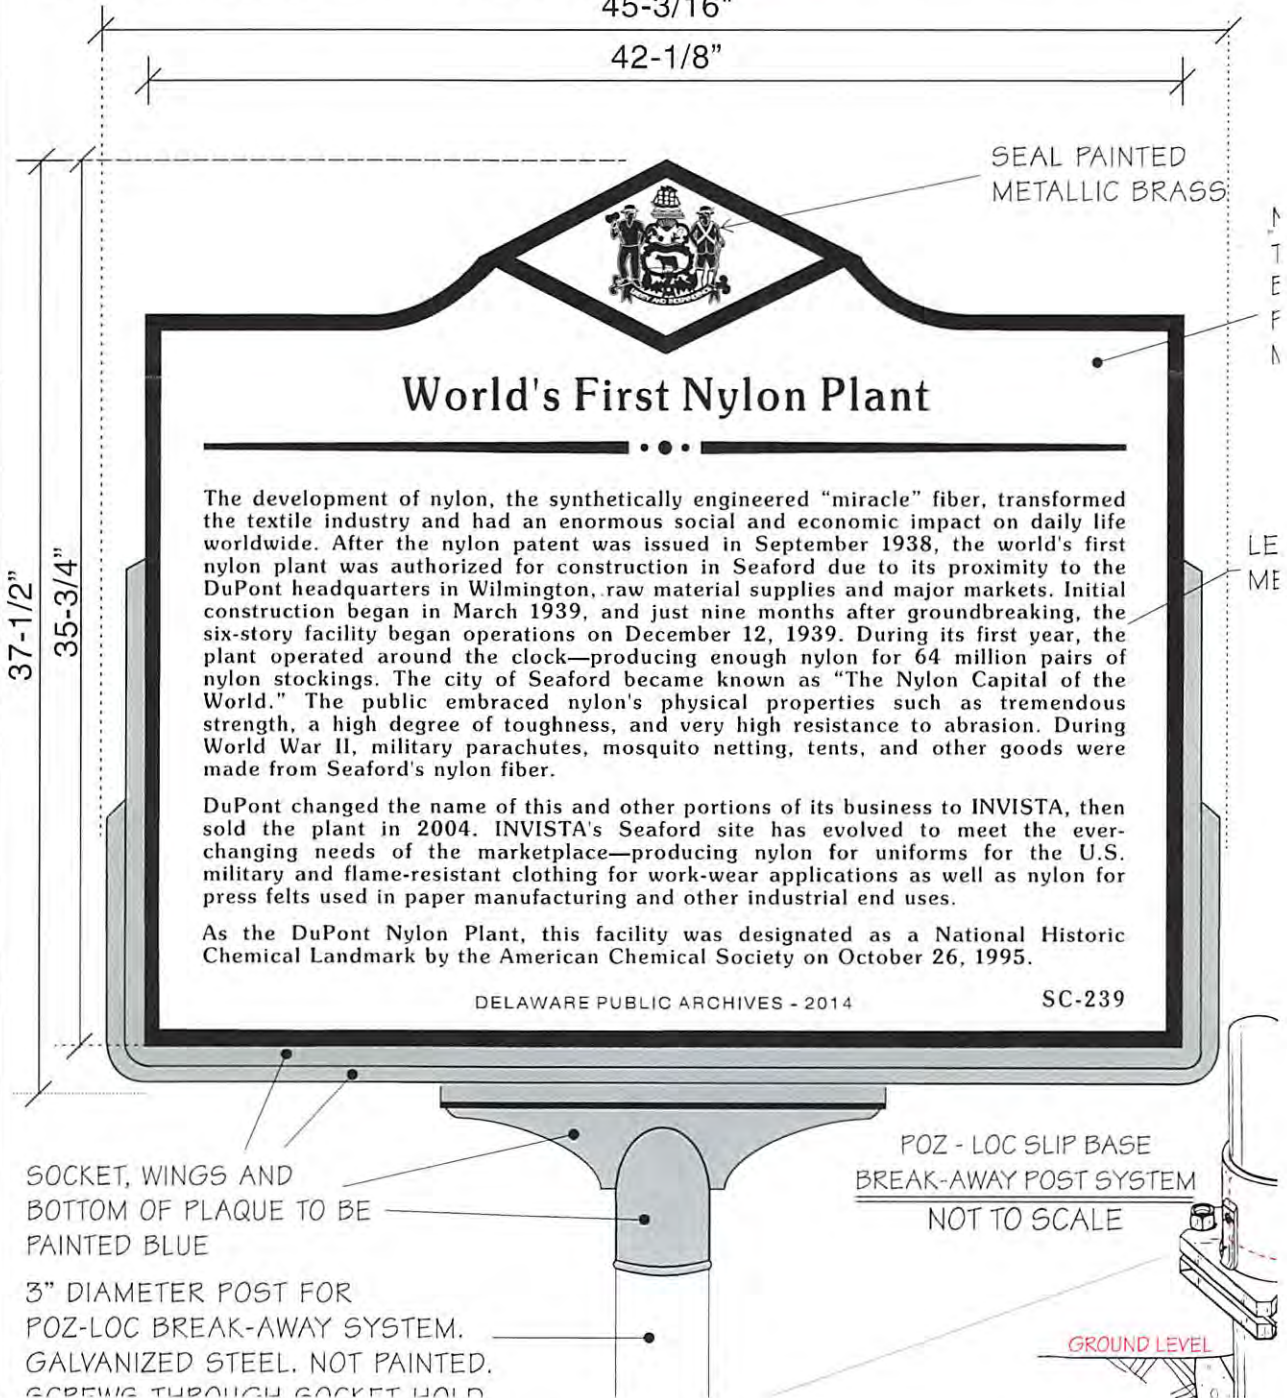 45-3/16"
42-1/8”
SEAL PAINTED
METALLIC BRASS
LIBERTY AND INDEPENDENCE
37-1/2”
35-3/4”
World's First Nylon Plant
The development of nylon, the synthetically engineered “miracle” fiber, transformed
the textile industry and had an enormous social and economic impact on daily life
worldwide. After the nylon patent was issued in September 1938, the world's first
nylon plant was authorized for construction in Seaford due to its proximity to the
DuPont headquarters in Wilmington, raw material supplies and major markets. Initial
construction began in March 1939, and just nine months after groundbreaking, the
six-story facility began operations on December 12, 1939. During its first year, the
plant operated around the clock—producing enough nylon for 64 million pairs of
nylon stockings. The city of Seaford became known as “The Nylon Capital of the
World.” The public embraced nylon's physical properties such as tremendous
strength, a high degree of toughness, and very high resistance to abrasion. During
World War II, military parachutes, mosquito netting, tents, and other goods were
made from Seaford's nylon fiber.
DuPont changed the name of this and other portions of its business to INVISTA, then
sold the plant in 2004. INVISTA's Seaford site has evolved to meet the ever-
changing needs of the marketplace—producing nylon for uniforms for the U.S.
military and flame-resistant clothing for work-wear applications as well as nylon for
press felts used in paper manufacturing and other industrial end uses.
As the DuPont Nylon Plant, this facility was designated as a National Historic
Chemical Landmark by the American Chemical Society on October 26, 1995.
DELAWARE PUBLIC ARCHIVES - 2014
SC-239
LE
ME
SOCKET, WINGS AND
BOTTOM OF PLAQUE TO BE
PAINTED BLUE
3” DIAMETER POST FOR
POZ-LOC BREAK-AWAY SYSTEM.
GALVANIZED STEEL. NOT PAINTED.
SCREWS THROUGH SOCKET HOLD
POZ - LOC SLIP BASE
BREAK-AWAY POST SYSTEM
NOT TO SCALE
GROUND LEVEL